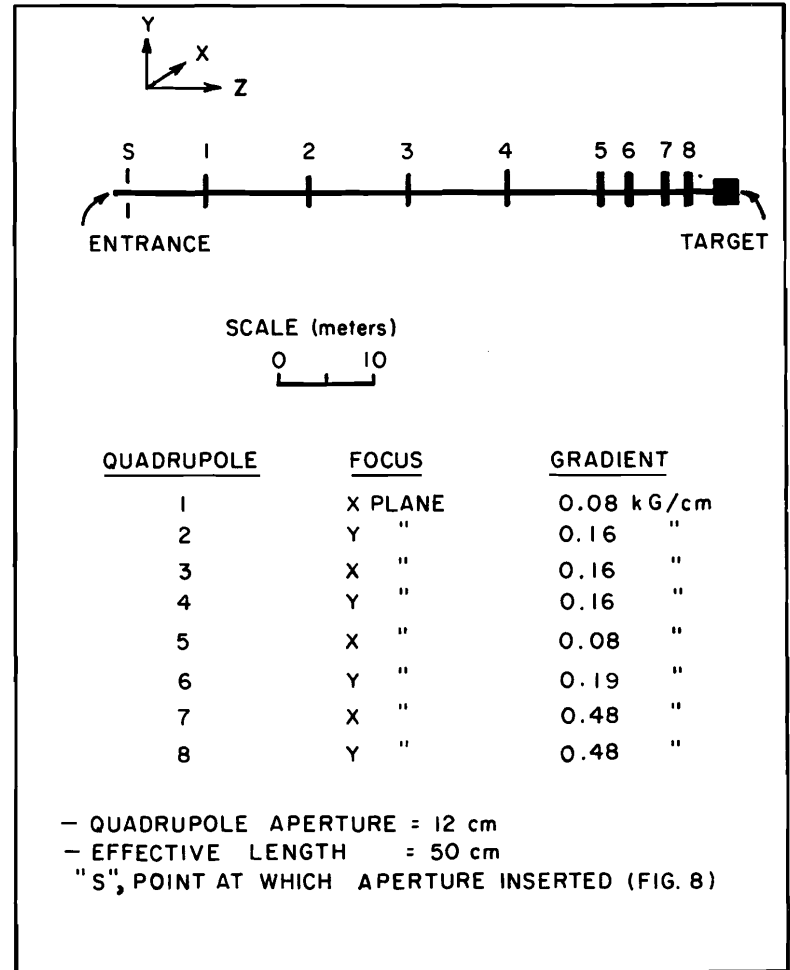 Y
X
Z
S 1 2 3 4 5 6 7 8
ENTRANCE TARGET
SCALE (meters)
0 10
QUADRUPOLE FOCUS GRADIENT
1 X PLANE 0.08 kG/cm
2 Y " 0.16 "
3 X " 0.16 "
4 Y " 0.16 "
5 X " 0.08 "
6 Y " 0.19 "
7 X " 0.48 "
8 Y " 0.48 "
— QUADRUPOLE APERTURE = 12 cm
— EFFECTIVE LENGTH = 50 cm
"S", POINT AT WHICH APERTURE INSERTED (FIG. 8)